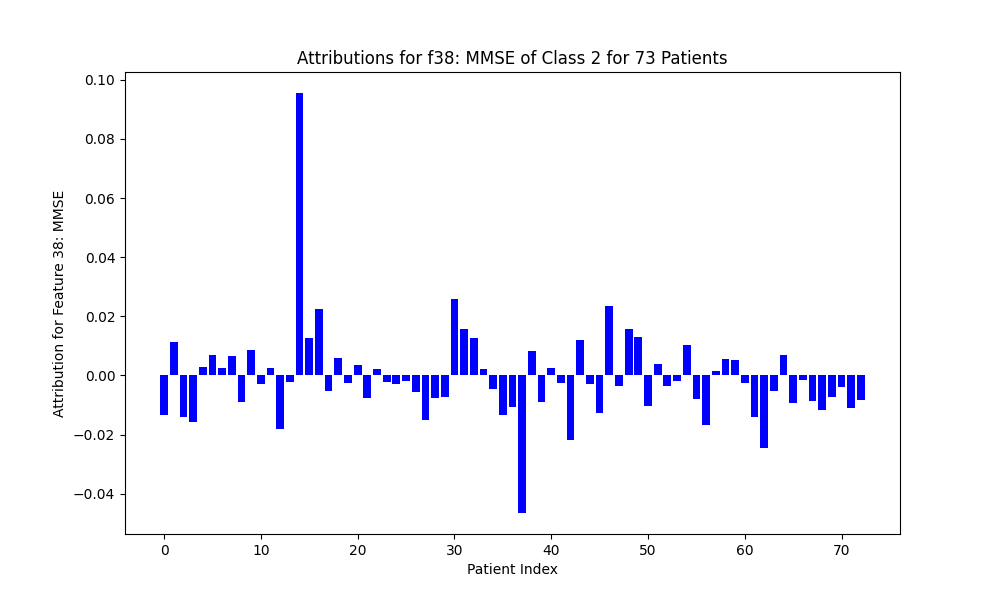 Attributions for f38: MMSE of Class 2 for 73 Patients
Attribution for Feature 38: MMSE
0.10
0.08
0.06
0.04
0.02
0.00
−0.02
−0.04
0 10 20 30 40 50 60 70
Patient Index